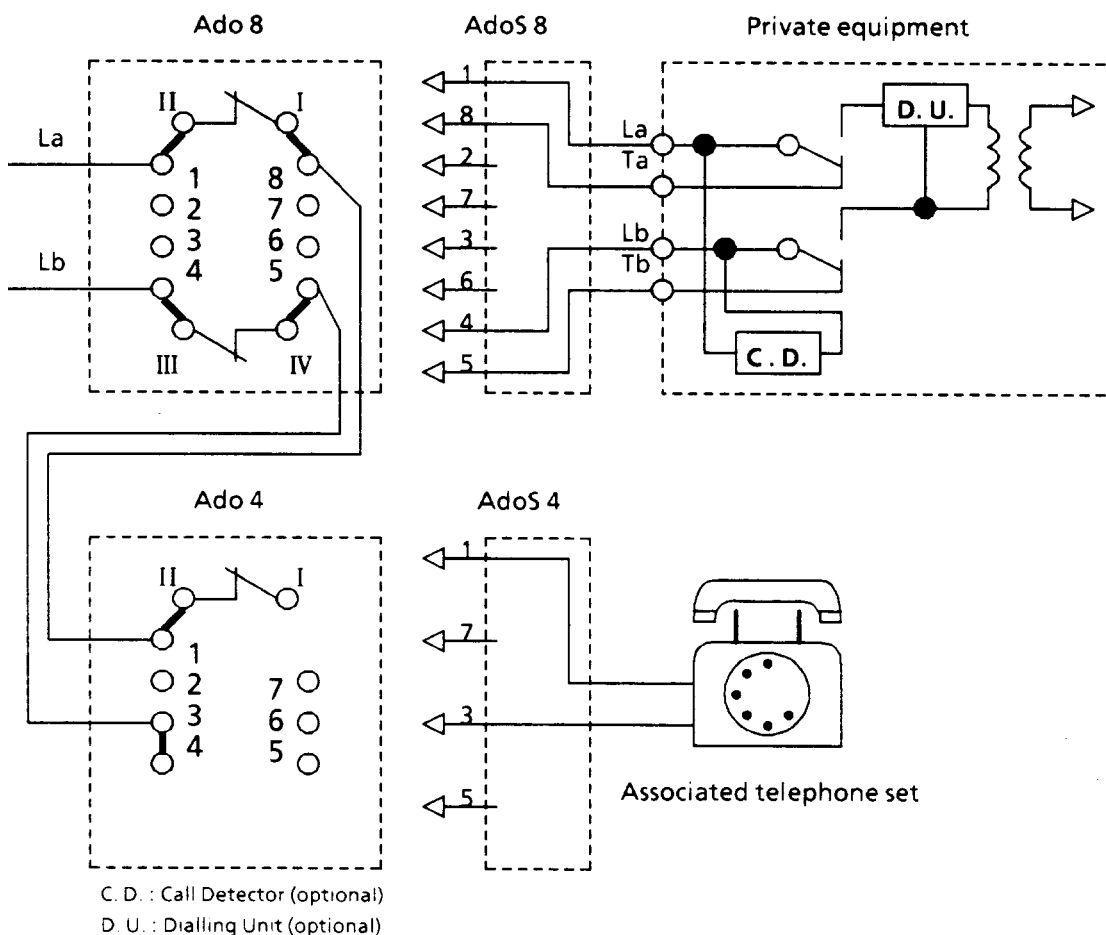 Ado 8
AdoS 8
Private equipment
II
I
La
1
8
2
7
3
6
4
5
Lb
III
IV
1
8
2
7
3
6
4
5
La
Ta
Lb
Tb
D. U.
C. D.
Ado 4
AdoS 4
II
I
1
2
7
3
6
4
5
1
7
3
5
Associated telephone set
C. D. : Call Detector (optional)
D. U. : Dialling Unit (optional)